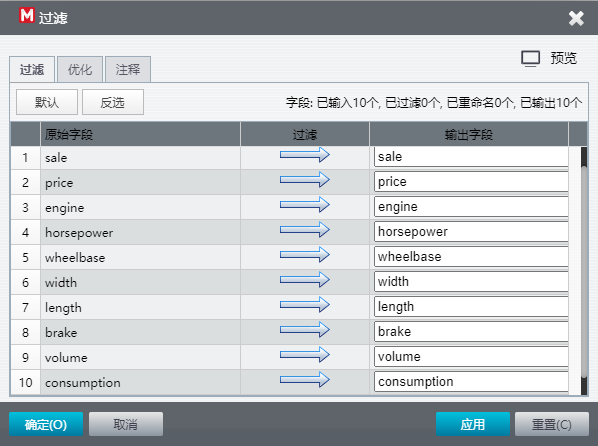 M 过滤
预览
过滤 优化 注释
默认 反选 字段: 已输入10个, 已过滤0个, 已重命名0个, 已输出10个
原始字段 过滤 输出字段
1 sale sale
2 price price
3 engine engine
4 horsepower horsepower
5 wheelbase wheelbase
6 width width
7 length length
8 brake brake
9 volume volume
10 consumption consumption
确定(O) 取消 应用 重置(C)